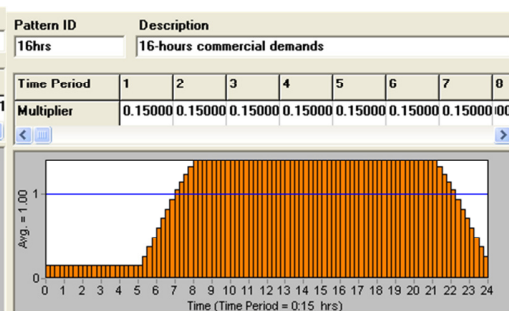 Pattern ID Description
16hrs 16-hours commercial demands
Time Period 1 2 3 4 5 6 7 8
Multiplier 0.15000 0.15000 0.15000 0.15000 0.15000 0.15000 0.15000
Avg. = 1.00
1
0
0 1 2 3 4 5 6 7 8 9 10 11 12 13 14 15 16 17 18 19 20 21 22 23 24
Time (Time Period = 0:15 hrs)